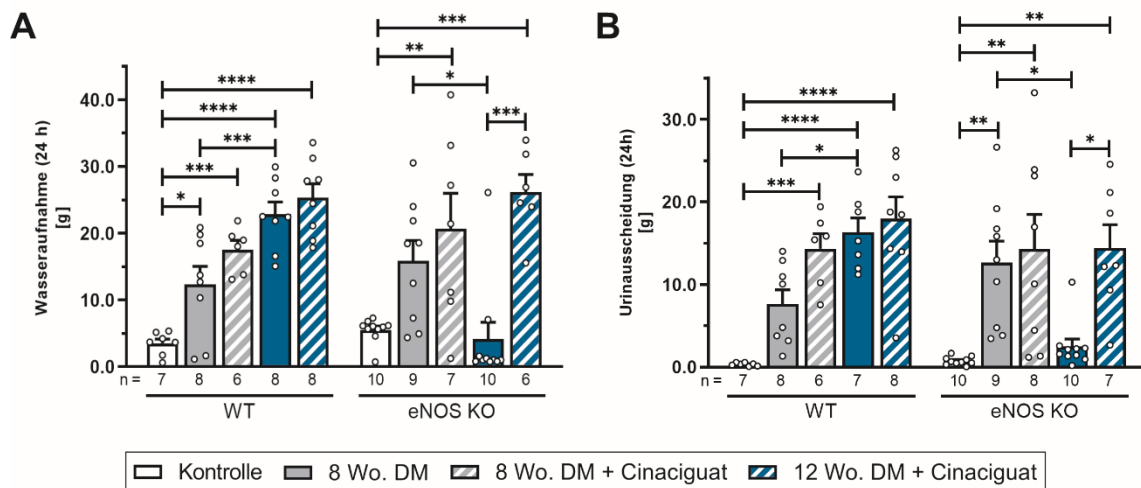 A
B
Wasseraufnahme (24 h)
[g]
40.0
30.0
20.0
10.0
0.0
*
***
***
****
****
**
***
*
***
n = 7 8 6 8 8 10 9 7 10 6
WT eNOS KO
Urinausscheidung (24h)
[g]
30.0
20.0
10.0
0.0
***
*
****
****
**
**
**
*
*
n = 7 8 6 7 8 10 9 8 10 7
WT eNOS KO
Kontrolle 8 Wo. DM 8 Wo. DM + Cinaciguat 12 Wo. DM + Cinaciguat